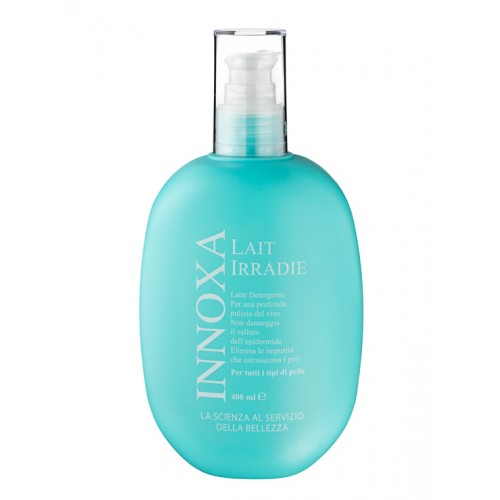 INNOXA
LAIT
IRRADIE
Latte Detergente
Per una profonda
pulizia del viso
Non danneggia
il velluto
dell'epidermide
Elimina le impurità
che ostruiscono i pori
Per tutti i tipi di pelle
400 ml ℮
LA SCIENZA AL SERVIZIO
DELLA BELLEZZA